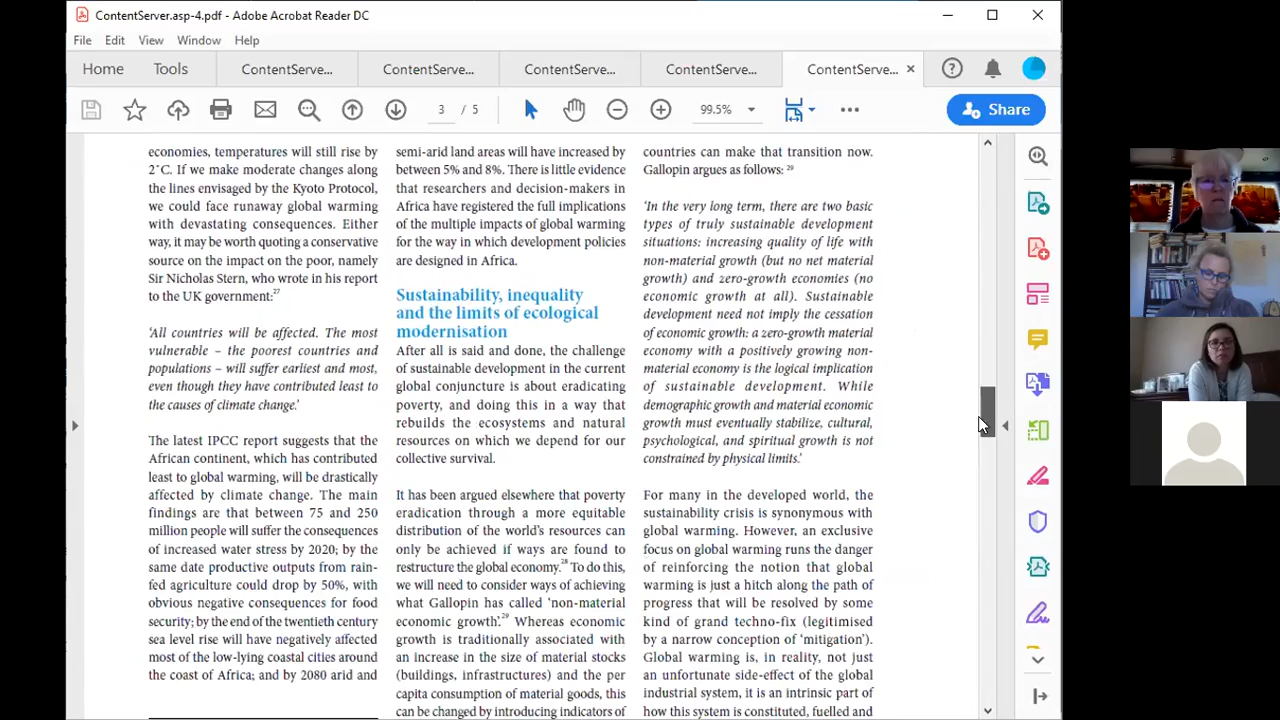 ContentServer.asp-4.pdf - Adobe Acrobat Reader DC
File Edit View Window Help
Home Tools ContentServe... ContentServe... ContentServe... ContentServe... ContentServe...
3 / 5 99.5% Share
economies, temperatures will still rise by
2˚C. If we make moderate changes along
the lines envisaged by the Kyoto Protocol,
we could face runaway global warming
with devastating consequences. Either
way, it may be worth quoting a conservative
source on the impact on the poor, namely
Sir Nicholas Stern, who wrote in his report
to the UK government:27
'All countries will be affected. The most
vulnerable – the poorest countries and
populations – will suffer earliest and most,
even though they have contributed least to
the causes of climate change.'
The latest IPCC report suggests that the
African continent, which has contributed
least to global warming, will be drastically
affected by climate change. The main
findings are that between 75 and 250
million people will suffer the consequences
of increased water stress by 2020; by the
same date productive outputs from rain-
fed agriculture could drop by 50%, with
obvious negative consequences for food
security; by the end of the twentieth century
sea level rise will have negatively affected
most of the low-lying coastal cities around
the coast of Africa; and by 2080 arid and
semi-arid land areas will have increased by
between 5% and 8%. There is little evidence
that researchers and decision-makers in
Africa have registered the full implications
of the multiple impacts of global warming
for the way in which development policies
are designed in Africa.
Sustainability, inequality
and the limits of ecological
modernisation
After all is said and done, the challenge
of sustainable development in the current
global conjuncture is about eradicating
poverty, and doing this in a way that
rebuilds the ecosystems and natural
resources on which we depend for our
collective survival.
It has been argued elsewhere that poverty
eradication through a more equitable
distribution of the world's resources can
only be achieved if ways are found to
restructure the global economy.28 To do this,
we will need to consider ways of achieving
what Gallopin has called 'non-material
economic growth'.29 Whereas economic
growth is traditionally associated with
an increase in the size of material stocks
(buildings, infrastructures) and the per
capita consumption of material goods, this
can be changed by introducing indicators of
countries can make that transition now.
Gallopin argues as follows: 29
'In the very long term, there are two basic
types of truly sustainable development
situations: increasing quality of life with
non-material growth (but no net material
growth) and zero-growth economies (no
economic growth at all). Sustainable
development need not imply the cessation
of economic growth: a zero-growth material
economy with a positively growing non-
material economy is the logical implication
of sustainable development. While
demographic growth and material economic
growth must eventually stabilize, cultural,
psychological, and spiritual growth is not
constrained by physical limits.'
For many in the developed world, the
sustainability crisis is synonymous with
global warming. However, an exclusive
focus on global warming runs the danger
of reinforcing the notion that global
warming is just a hitch along the path of
progress that will be resolved by some
kind of grand techno-fix (legitimised
by a narrow conception of 'mitigation').
Global warming is, in reality, not just
an unfortunate side-effect of the global
industrial system, it is an intrinsic part of
how this system is constituted, fuelled and